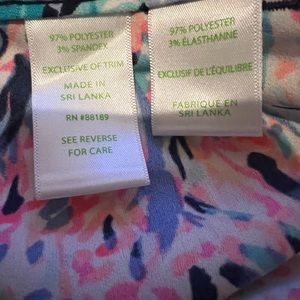 97% POLYESTER
3% SPANDEX
EXCLUSIVE OF TRIM
MADE IN
SRI LANKA
RN #88189
SEE REVERSE
FOR CARE
97% POLYESTER
3% ÉLASTHANNE
EXCLUSIF DE L'ÉQUILIBRE
FABRIQUE EN
SRI LANKA